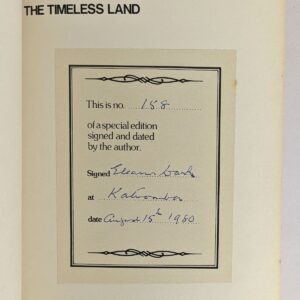 THE TIMELESS LAND
This is no. 158
of a special edition
signed and dated
by the author.
Signed Eleanor Dark
at Katoomba
date August 15th 1980